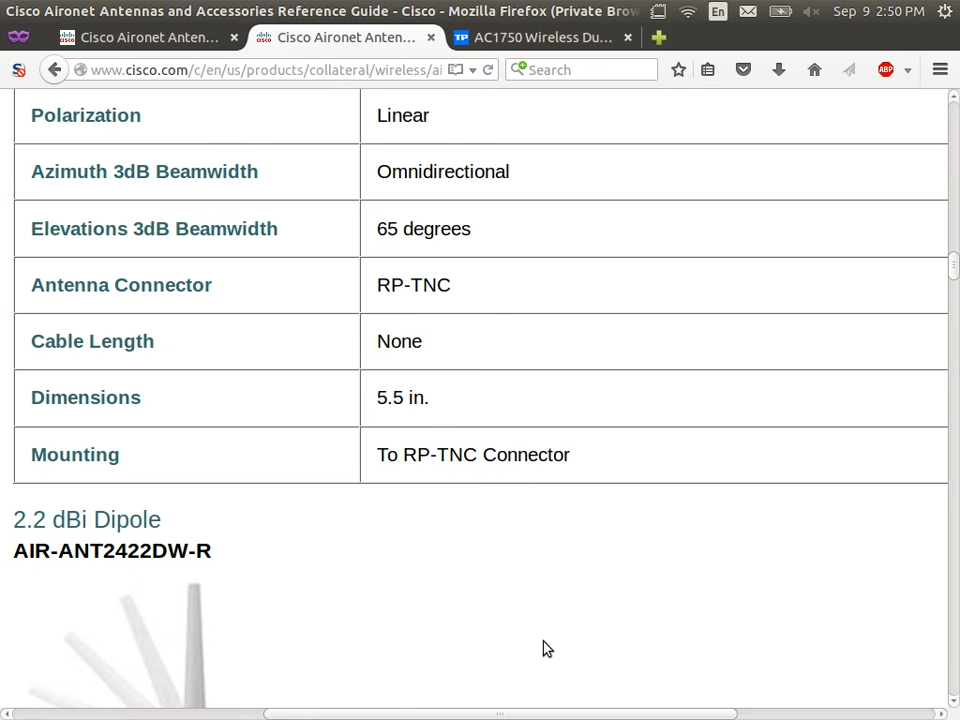 Cisco Aironet Antennas and Accessories Reference Guide - Cisco - Mozilla Firefox (Private Brow
En
Sep 9 2:50 PM
Cisco Aironet Anten...
Cisco Aironet Anten...
TP
AC1750 Wireless Du...
www.cisco.com/c/en/us/products/collateral/wireless/ai
Search
ABP
Polarization Linear
Azimuth 3dB Beamwidth Omnidirectional
Elevations 3dB Beamwidth 65 degrees
Antenna Connector RP-TNC
Cable Length None
Dimensions 5.5 in.
Mounting To RP-TNC Connector
2.2 dBi Dipole
AIR-ANT2422DW-R